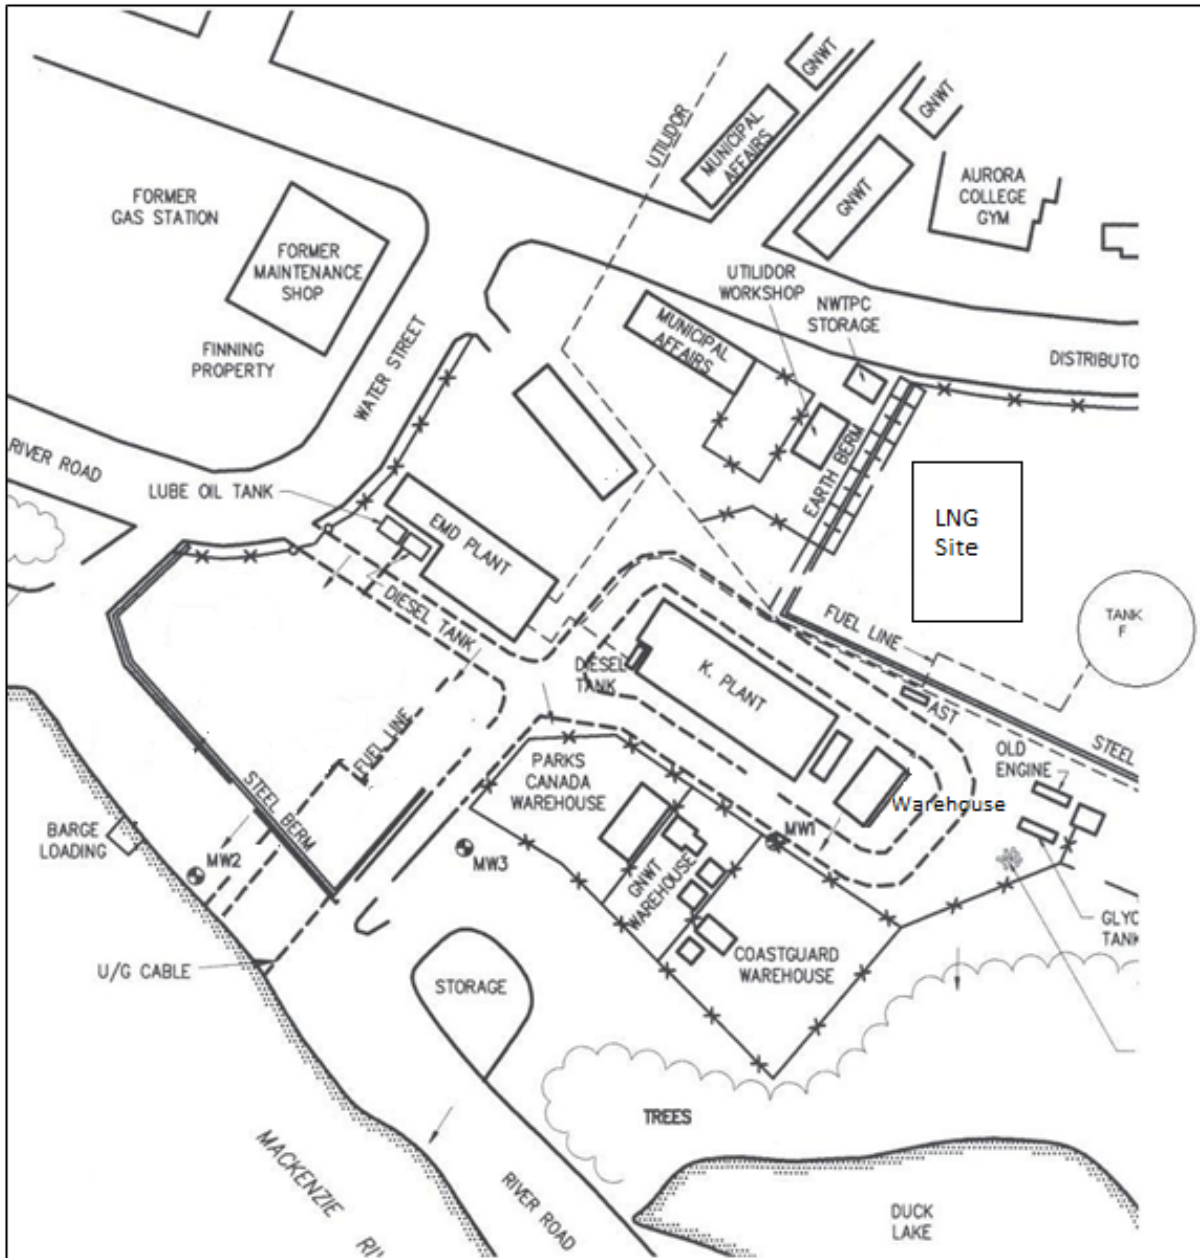 GNWT
GNWT
UTILIDOR
MUNICIPAL
AFFAIRS
GNWT
AURORA
COLLEGE
GYM
FORMER
GAS STATION
FORMER
MAINTENANCE
SHOP
UTILIDOR
WORKSHOP
NWTPC
STORAGE
MUNICIPAL
AFFAIRS
FINNING
PROPERTY
WATER STREET
DISTRIBUTO
RIVER ROAD
LUBE OIL TANK
EMD PLANT
EARTH BERM
LNG
Site
DIESEL TANK
FUEL LINE
TANK
F
DIESEL
TANK
K. PLANT
AST
STEEL
FUEL LINE
OLD
ENGINE
PARKS
CANADA
WAREHOUSE
Warehouse
STEEL BERM
BARGE
LOADING
MW2
MW3
MW1
GNWT
WAREHOUSE
GLYC
TANK
COASTGUARD
WAREHOUSE
U/G CABLE
STORAGE
TREES
MACKENZIE RI
RIVER ROAD
DUCK
LAKE